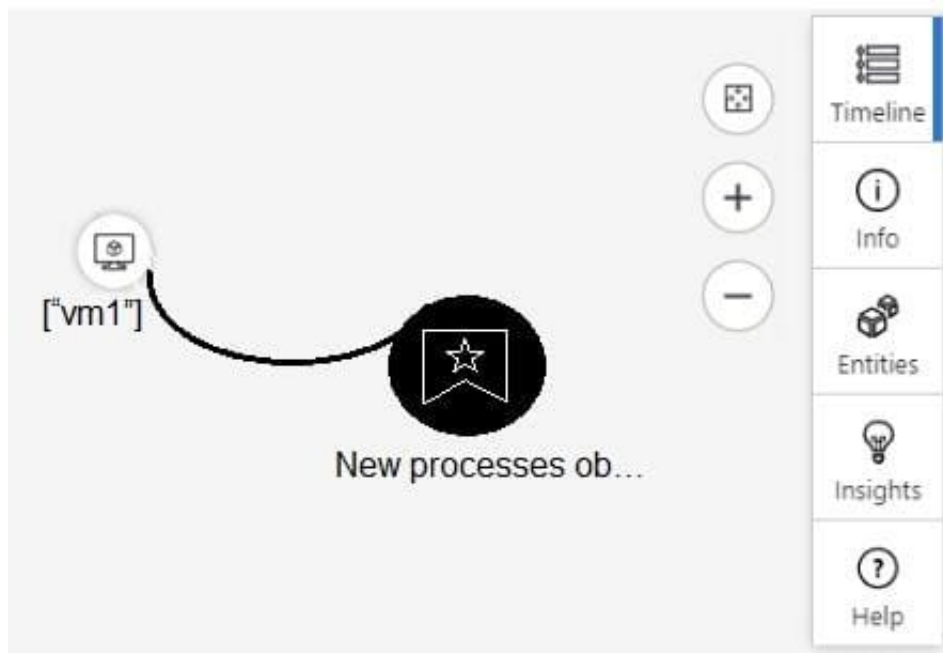 Timeline
Info
["vm1"]
Entities
New processes ob...
Insights
Help